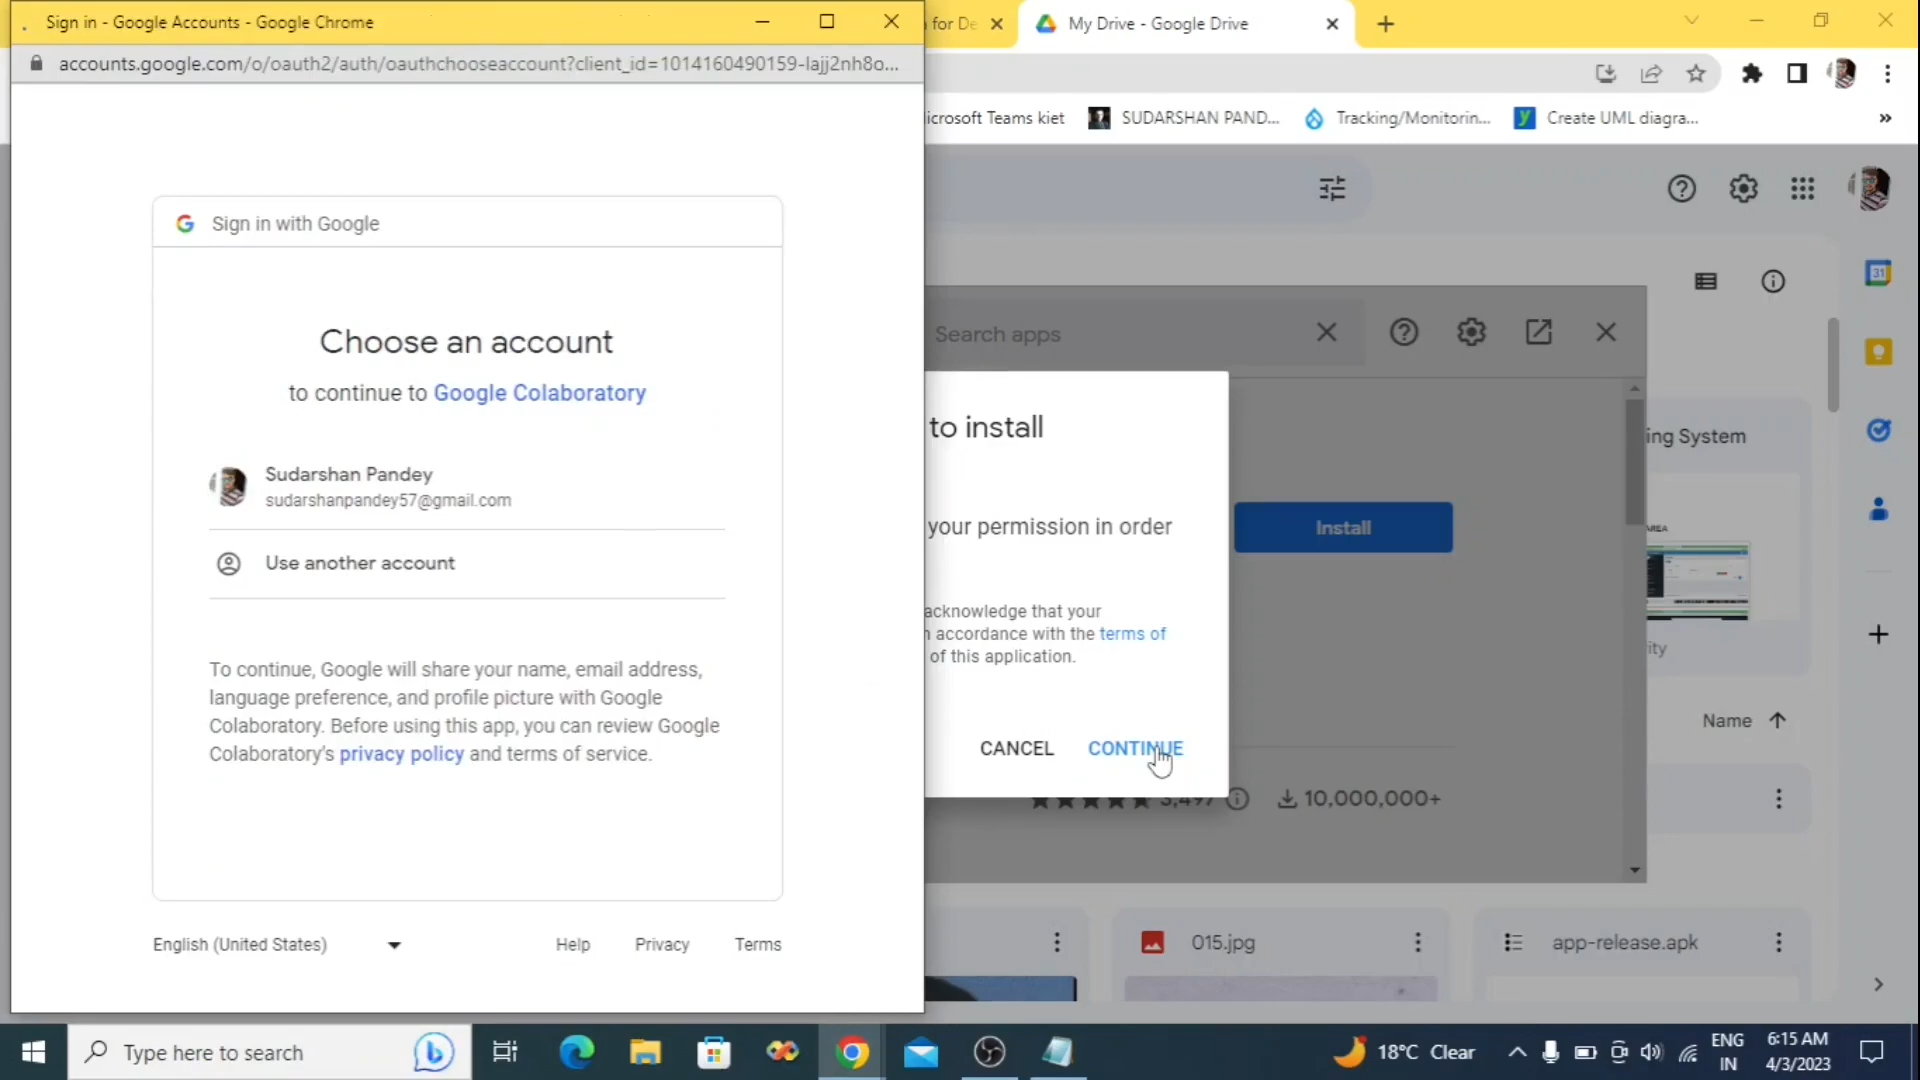 Sign in - Google Accounts - Google Chrome
accounts.google.com/o/oauth2/auth/oauthchooseaccount?client_id=1014160490159-lajj2nh8o...
for De
My Drive - Google Drive
icrosoft Teams kiet
SUDARSHAN PAND...
Tracking/Monitorin...
Create UML diagra...
Sign in with Google
Choose an account
to continue to Google Colaboratory
Sudarshan Pandey
sudarshanpandey57@gmail.com
Use another account
To continue, Google will share your name, email address,
language preference, and profile picture with Google
Colaboratory. Before using this app, you can review Google
Colaboratory's privacy policy and terms of service.
English (United States)
Help
Privacy
Terms
Search apps
to install
your permission in order
acknowledge that your
accordance with the terms of
of this application.
CANCEL
CONTINUE
Install
3,497
10,000,000+
ing System
AREA
ity
Name
31
015.jpg
app-release.apk
Type here to search
18°C Clear
ENG
IN
6:15 AM
4/3/2023